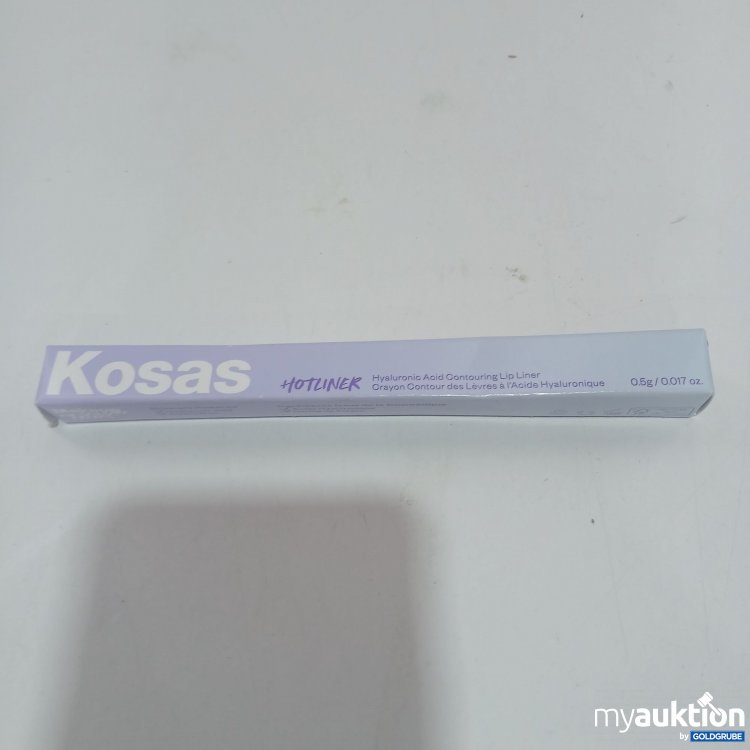 Kosas
HOTLINER
Hyaluronic Acid Contouring Lip Liner
Crayon Contour des Lèvres à l'Acide Hyaluronique
0.5g / 0.017 oz.
myauktion
by GOLDGRUBE